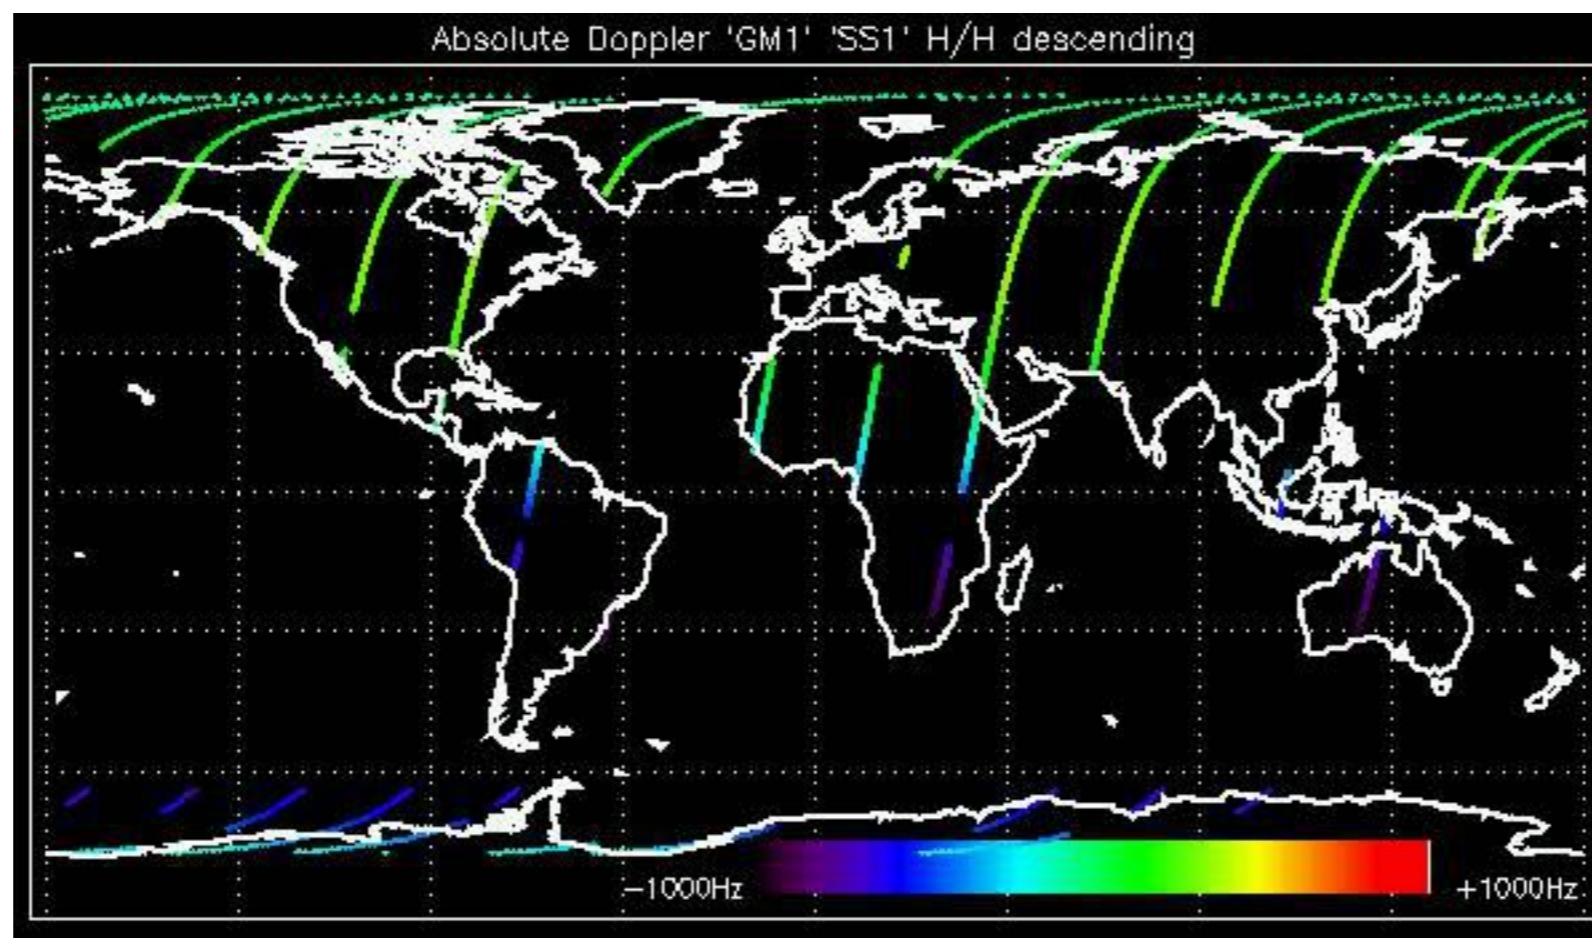 Absolute Doppler 'GM1' 'SS1' H/H descending
−1000Hz
+1000Hz